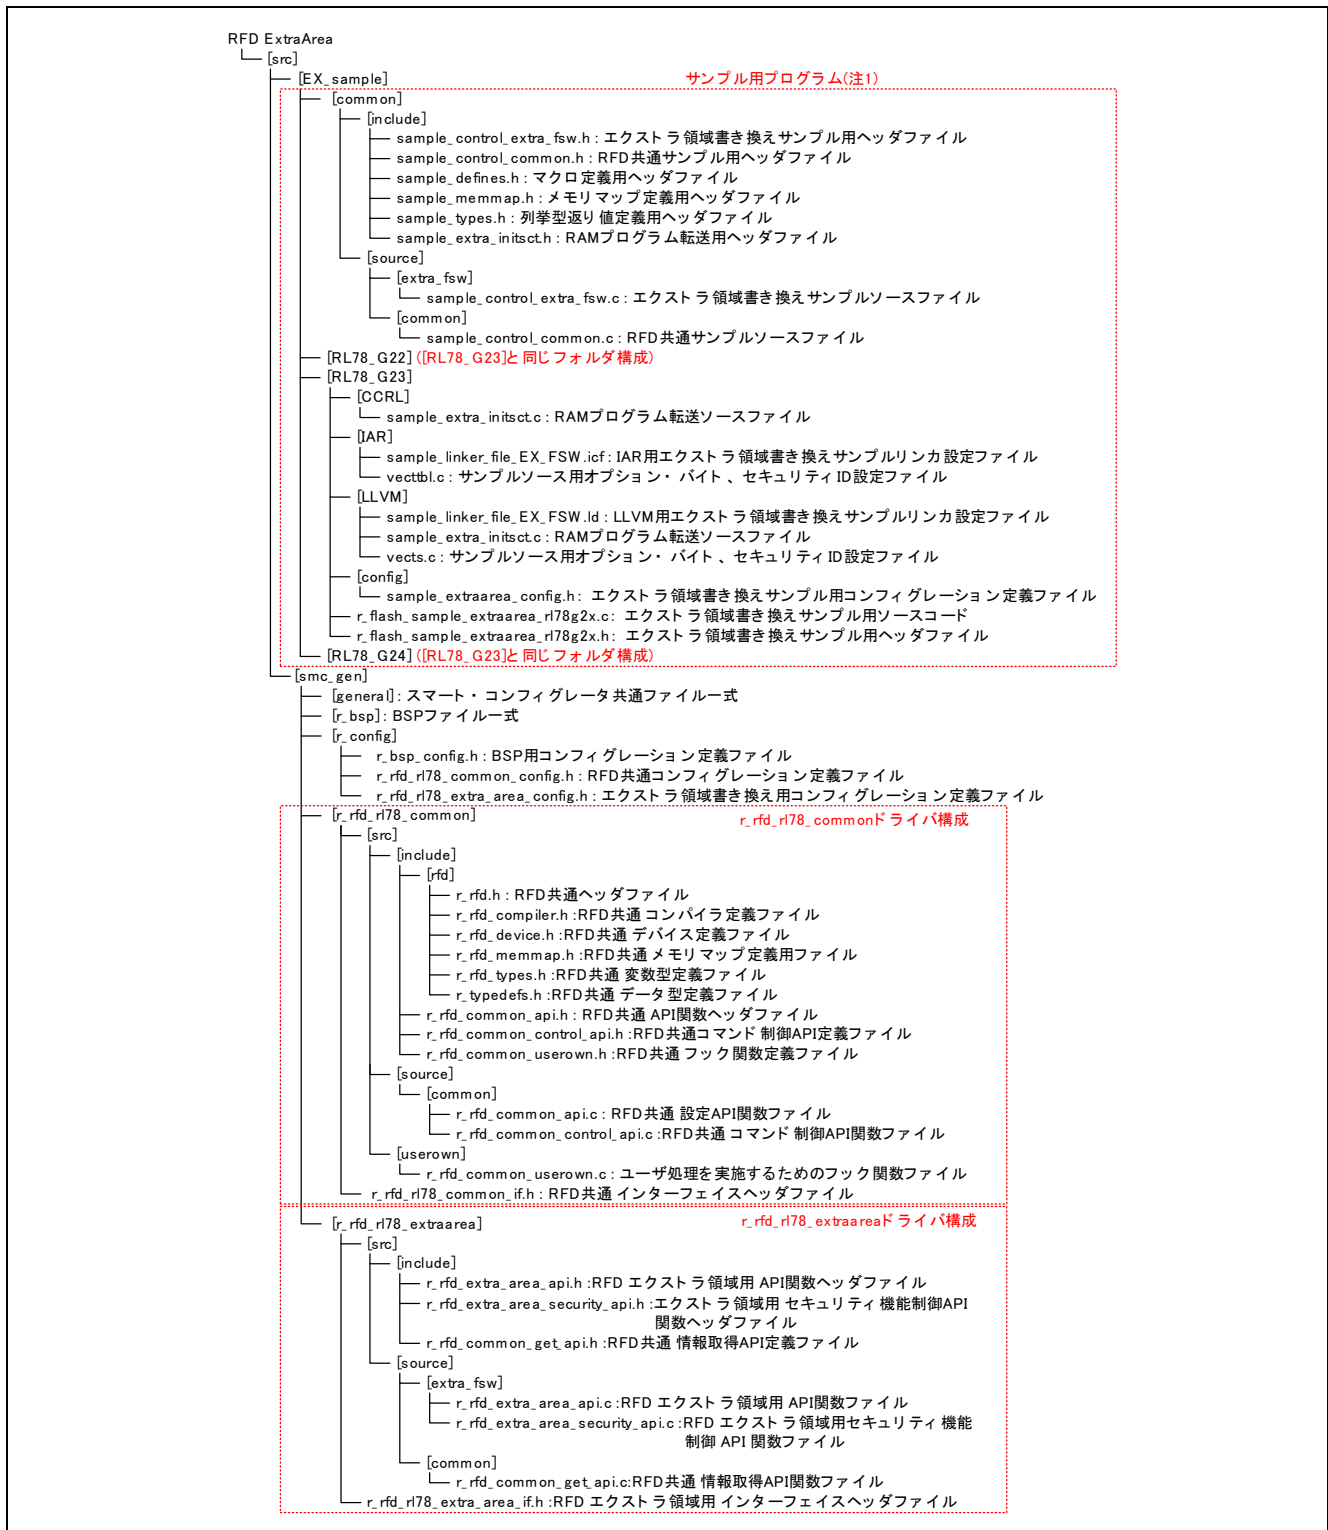 RFD ExtraArea
[src]
[EX_sample]
サンプル用プログラム(注1)
[common]
[include]
sample_control_extra_fsw.h : エクストラ領域書き換えサンプル用ヘッダファイル
sample_control_common.h : RFD共通サンプル用ヘッダファイル
sample_defines.h : マクロ定義用ヘッダファイル
sample_memmap.h : メモリマップ定義用ヘッダファイル
sample_types.h : 列挙型返り値定義用ヘッダファイル
sample_extra_initsct.h : RAMプログラム転送用ヘッダファイル
[source]
[extra_fsw]
sample_control_extra_fsw.c : エクストラ領域書き換えサンプルソースファイル
[common]
sample_control_common.c : RFD共通サンプルソースファイル
[RL78_G22] ([RL78_G23]と同じフォルダ構成)
[RL78_G23]
[CCRL]
sample_extra_initsct.c : RAMプログラム転送ソースファイル
[IAR]
sample_linker_file_EX_FSW.icf : IAR用エクストラ領域書き換えサンプルリンカ設定ファイル
vecttbl.c : サンプルソース用オプション・バイト、セキュリティID設定ファイル
[LLVM]
sample_linker_file_EX_FSW.ld : LLVM用エクストラ領域書き換えサンプルリンカ設定ファイル
sample_extra_initsct.c : RAMプログラム転送ソースファイル
vects.c : サンプルソース用オプション・バイト、セキュリティID設定ファイル
[config]
sample_extraarea_config.h : エクストラ領域書き換えサンプル用コンフィグレーション定義ファイル
r_flash_sample_extraarea_rl78g2x.c : エクストラ領域書き換えサンプル用ソースコード
r_flash_sample_extraarea_rl78g2x.h : エクストラ領域書き換えサンプル用ヘッダファイル
[RL78_G24] ([RL78_G23]と同じフォルダ構成)
[smc_gen]
[general] : スマート・コンフィグレータ共通ファイル一式
[r_bsp] : BSPファイル一式
[r_config]
r_bsp_config.h : BSP用コンフィグレーション定義ファイル
r_rfd_rl78_common_config.h : RFD共通コンフィグレーション定義ファイル
r_rfd_rl78_extra_area_config.h : エクストラ領域書き換え用コンフィグレーション定義ファイル
[r_rfd_rl78_common]
r_rfd_rl78_commonドライバ構成
[src]
[include]
[rfd]
r_rfd.h : RFD共通ヘッダファイル
r_rfd_compiler.h :RFD共通 コンパイラ定義ファイル
r_rfd_device.h :RFD共通 デバイス定義ファイル
r_rfd_memmap.h :RFD共通 メモリマップ定義用ファイル
r_rfd_types.h :RFD共通 変数型定義ファイル
r_typedefs.h :RFD共通 データ型定義ファイル
r_rfd_common_api.h : RFD共通 API関数ヘッダファイル
r_rfd_common_control_api.h :RFD共通コマンド制御API定義ファイル
r_rfd_common_userown.h :RFD共通 フック関数定義ファイル
[source]
[common]
r_rfd_common_api.c : RFD共通 設定API関数ファイル
r_rfd_common_control_api.c :RFD共通 コマンド制御API関数ファイル
[userown]
r_rfd_common_userown.c : ユーザ処理を実施するためのフック関数ファイル
r_rfd_rl78_common_if.h : RFD共通 インターフェイスヘッダファイル
[r_rfd_rl78_extraarea]
r_rfd_rl78_extraareaドライバ構成
[src]
[include]
r_rfd_extra_area_api.h :RFD エクストラ領域用 API関数ヘッダファイル
r_rfd_extra_area_security_api.h :エクストラ領域用 セキュリティ機能制御API
関数ヘッダファイル
r_rfd_common_get_api.h :RFD共通 情報取得API定義ファイル
[source]
[extra_fsw]
r_rfd_extra_area_api.c :RFD エクストラ領域用 API関数ファイル
r_rfd_extra_area_security_api.c :RFD エクストラ領域用セキュリティ機能
制御 API 関数ファイル
[common]
r_rfd_common_get_api.c:RFD共通 情報取得API関数ファイル
r_rfd_rl78_extra_area_if.h :RFD エクストラ領域用 インターフェイスヘッダファイル